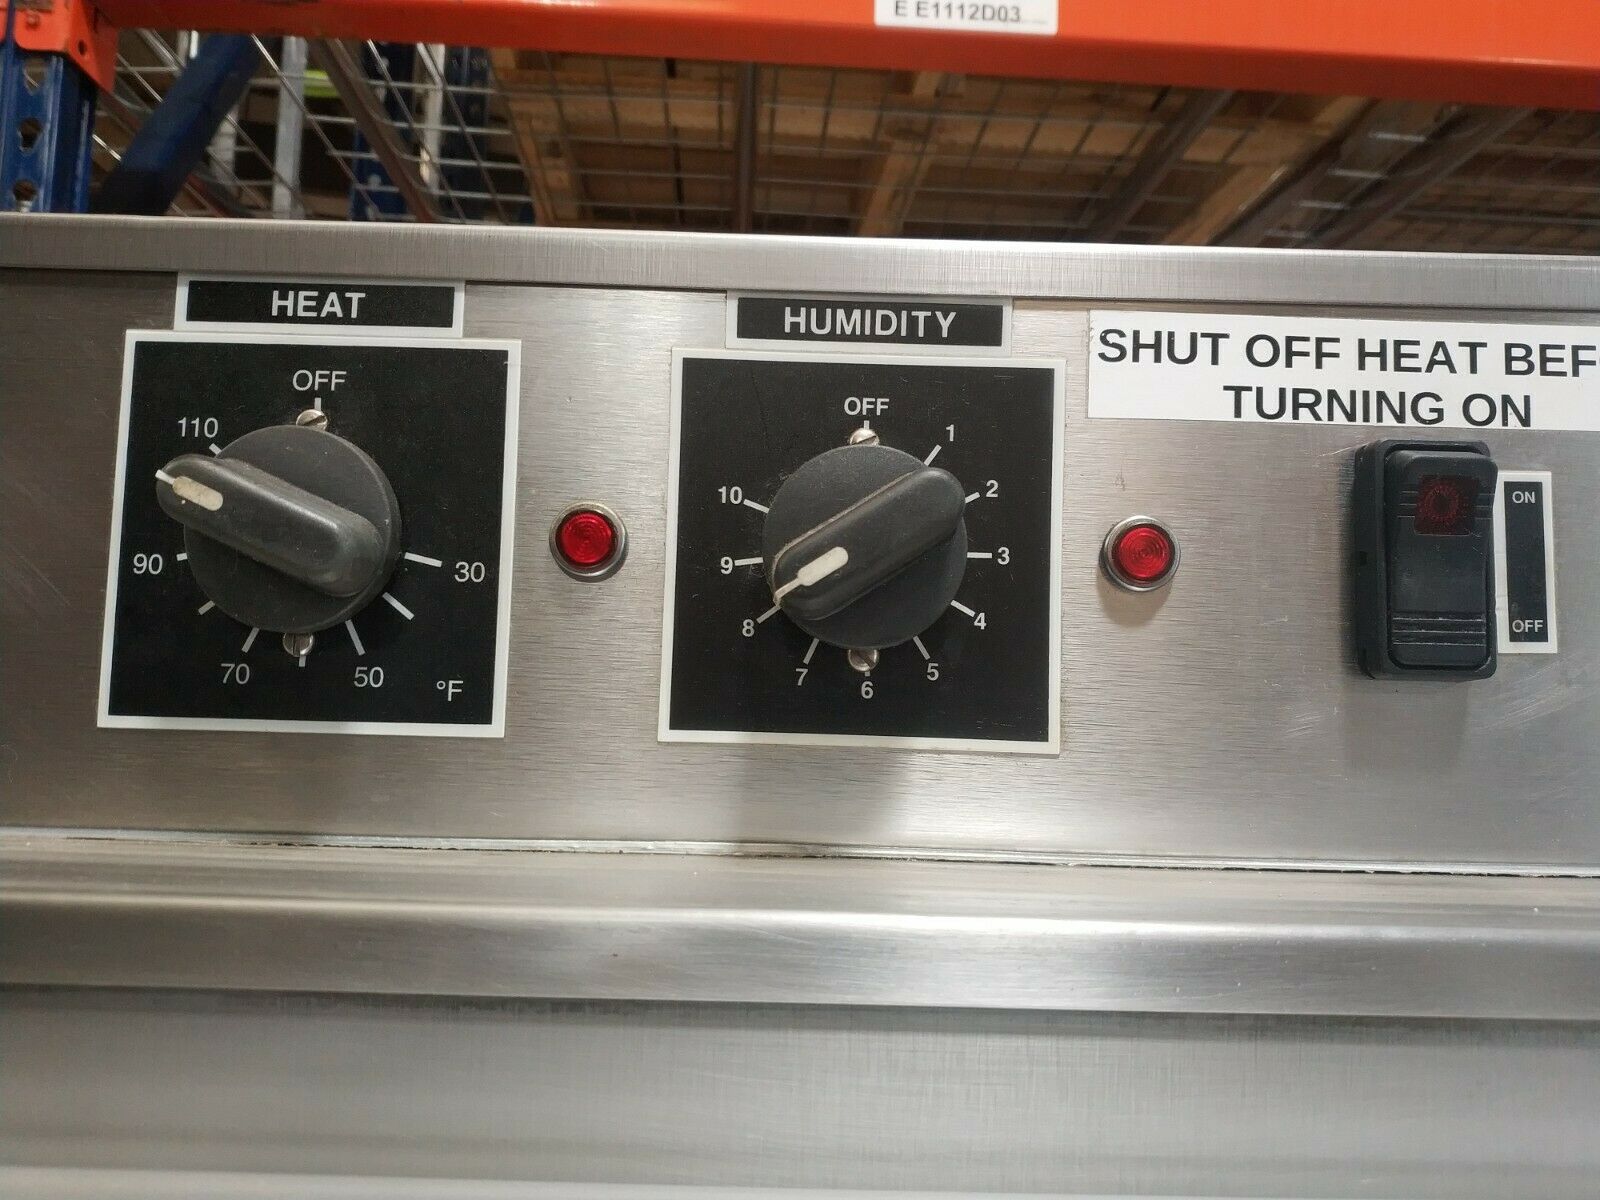 E E1112D03
HEAT
HUMIDITY
SHUT OFF HEAT BEF
TURNING ON
OFF
110
90
70
50
30
°F
OFF
1
2
3
4
5
6
7
8
9
10
ON
OFF